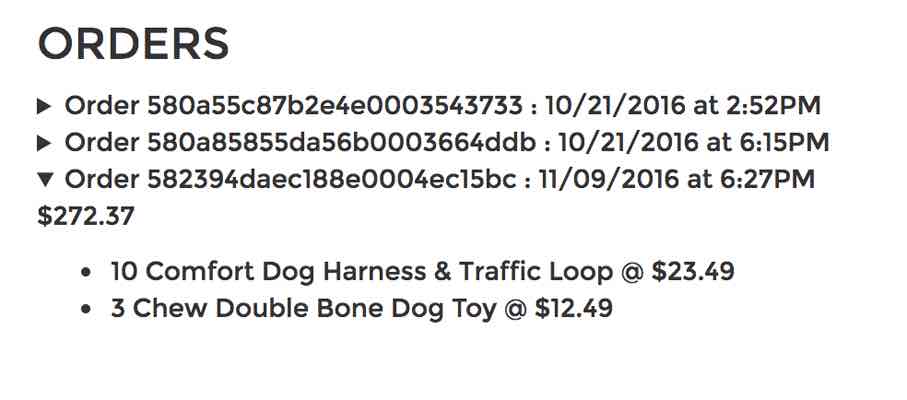 ORDERS
▶ Order 580a55c87b2e4e0003543733 : 10/21/2016 at 2:52PM
▶ Order 580a85855da56b0003664ddb : 10/21/2016 at 6:15PM
▼ Order 582394daec188e0004ec15bc : 11/09/2016 at 6:27PM
$272.37
• 10 Comfort Dog Harness & Traffic Loop @ $23.49
• 3 Chew Double Bone Dog Toy @ $12.49